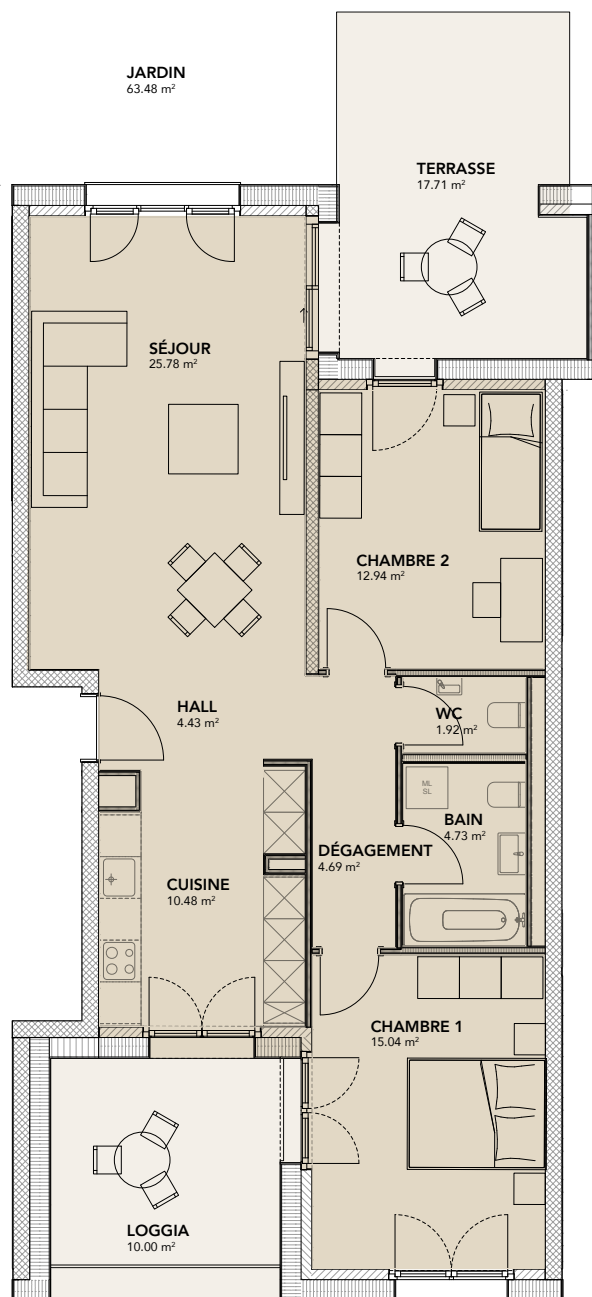 JARDIN
63.48 m²
TERRASSE
17.71 m²
SÉJOUR
25.78 m²
CHAMBRE 2
12.94 m²
HALL
4.43 m²
WC
1.92 m²
ML
SL
BAIN
4.73 m²
DÉGAGEMENT
4.69 m²
CUISINE
10.48 m²
CHAMBRE 1
15.04 m²
LOGGIA
10.00 m²